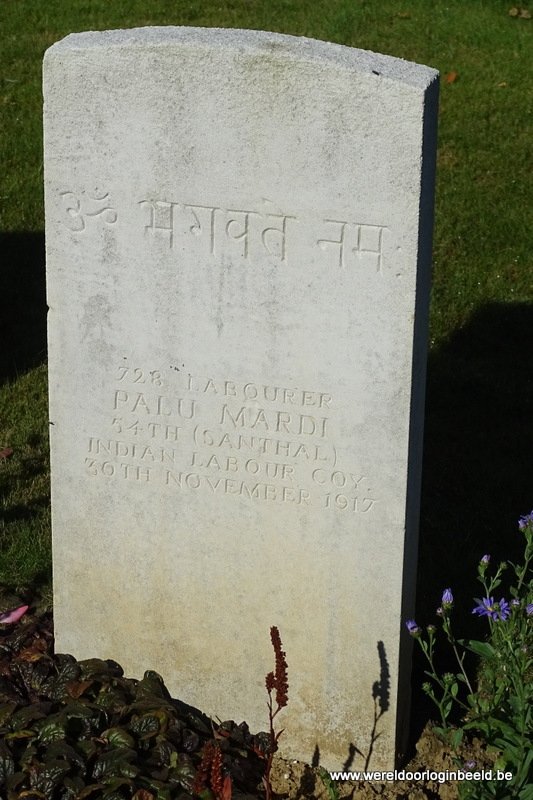 ॐ भगवते नमः
728 LABOURER
PALU MARDI
54TH (SANTHAL)
INDIAN LABOUR COY.
30TH NOVEMBER 1917
www.wereldoorloginbeeld.be